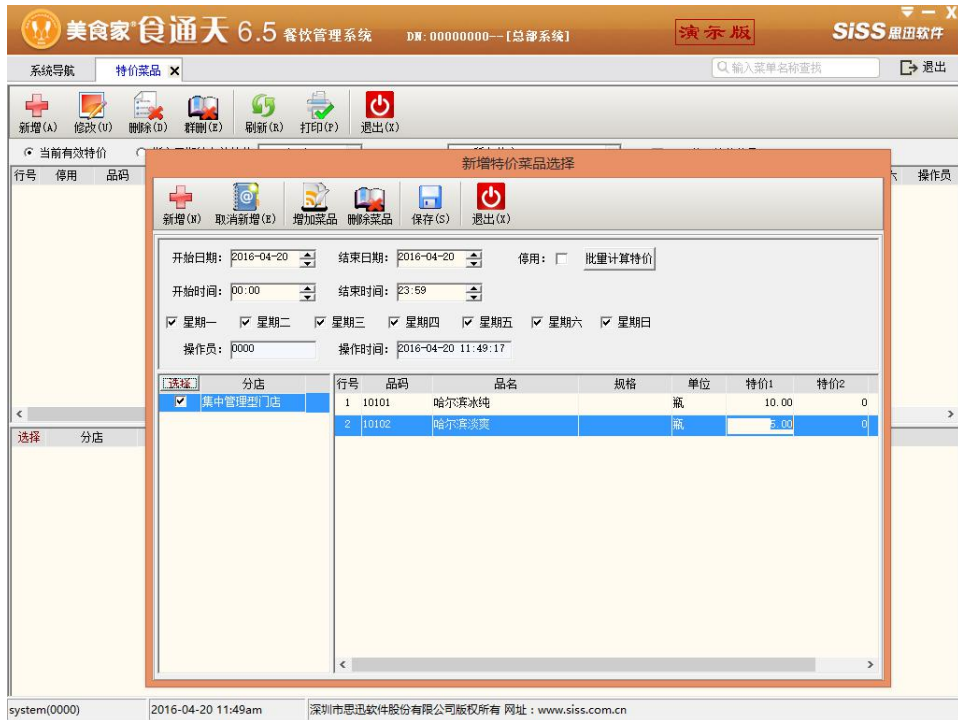 美食家®食通天 6.5 餐饮管理系统 DN:00000000--[总部系统] 演示版 SiSS思迅软件
系统导航 特价菜品 X 输入菜单名称查找 退出
新增(A) 修改(U) 删除(D) 群删(E) 刷新(R) 打印(P) 退出(X)
当前有效特价
行号 停用 品码 操作员
新增特价菜品选择
新增(N) 取消新增(E) 增加菜品 删除菜品 保存(S) 退出(X)
开始日期: 2016-04-20 结束日期: 2016-04-20 停用: 批量计算特价
开始时间: 00:00 结束时间: 23:59
星期一 星期二 星期三 星期四 星期五 星期六 星期日
操作员: 0000 操作时间: 2016-04-20 11:49:17
选择 分店 行号 品码 品名 规格 单位 特价1 特价2
集中管理型门店 1 10101 哈尔滨冰纯 瓶 10.00 0
2 10102 哈尔滨淡爽 瓶 5.00 0
选择 分店
system(0000) 2016-04-20 11:49am 深圳市思迅软件股份有限公司版权所有 网址:www.siss.com.cn